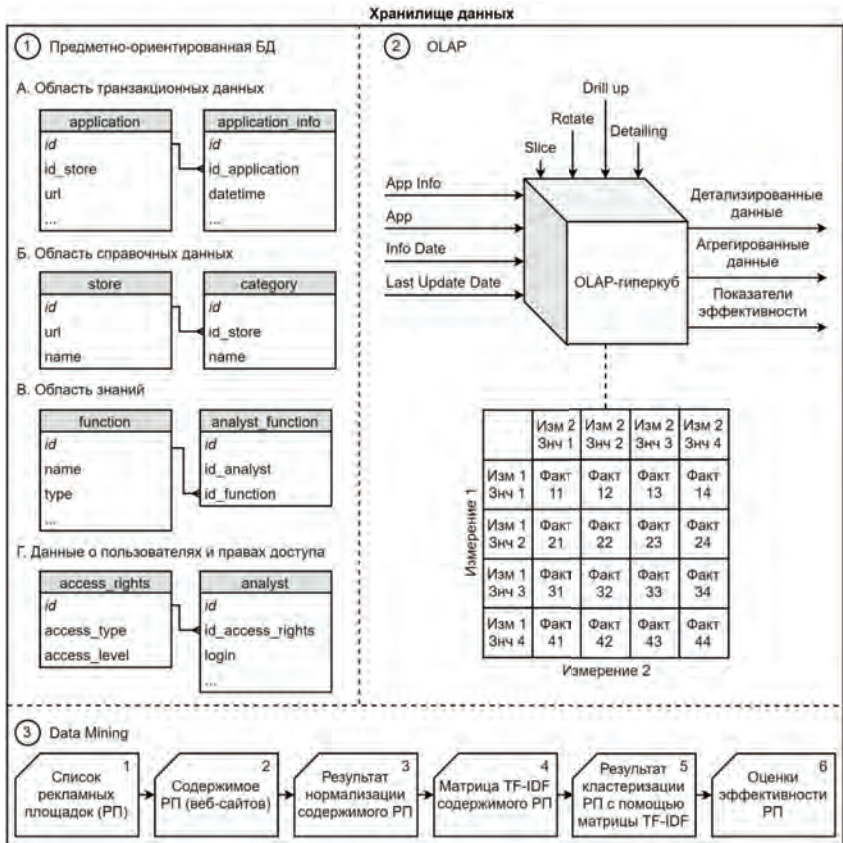 Хранилище данных
1 Предметно-ориентированная БД
А. Область транзакционных данных
application
id
id_store
url
...
application_info
id
id_application
datetime
...
Б. Область справочных данных
store
id
url
name
category
id
id_store
name
В. Область знаний
function
id
name
type
...
analyst_function
id
id_analyst
id_function
Г. Данные о пользователях и правах доступа
access_rights
id
access_type
access_level
analyst
id
id_access_rights
login
...
2 OLAP
Drill up
Rotate
Detailing
Slice
App Info
App
Info Date
Last Update Date
OLAP-гиперкуб
Детализированные
данные
Агрегированные
данные
Показатели
эффективности
Изм 2 Изм 2 Изм 2 Изм 2
Знч 1 Знч 2 Знч 3 Знч 4
Изм 1 Факт Факт Факт Факт
Знч 1 11 12 13 14
Изм 1 Факт Факт Факт Факт
Знч 2 21 22 23 24
Изм 1 Факт Факт Факт Факт
Знч 3 31 32 33 34
Изм 1 Факт Факт Факт Факт
Знч 4 41 42 43 44
Измерение 1
Измерение 2
3 Data Mining
1
Список
рекламных
площадок (РП)
2
Содержимое
РП (веб-сайтов)
3
Результат
нормализации
содержимого РП
4
Матрица TF-IDF
содержимого РП
5
Результат
кластеризации
РП с помощью
матрицы TF-IDF
6
Оценки
эффективности
РП